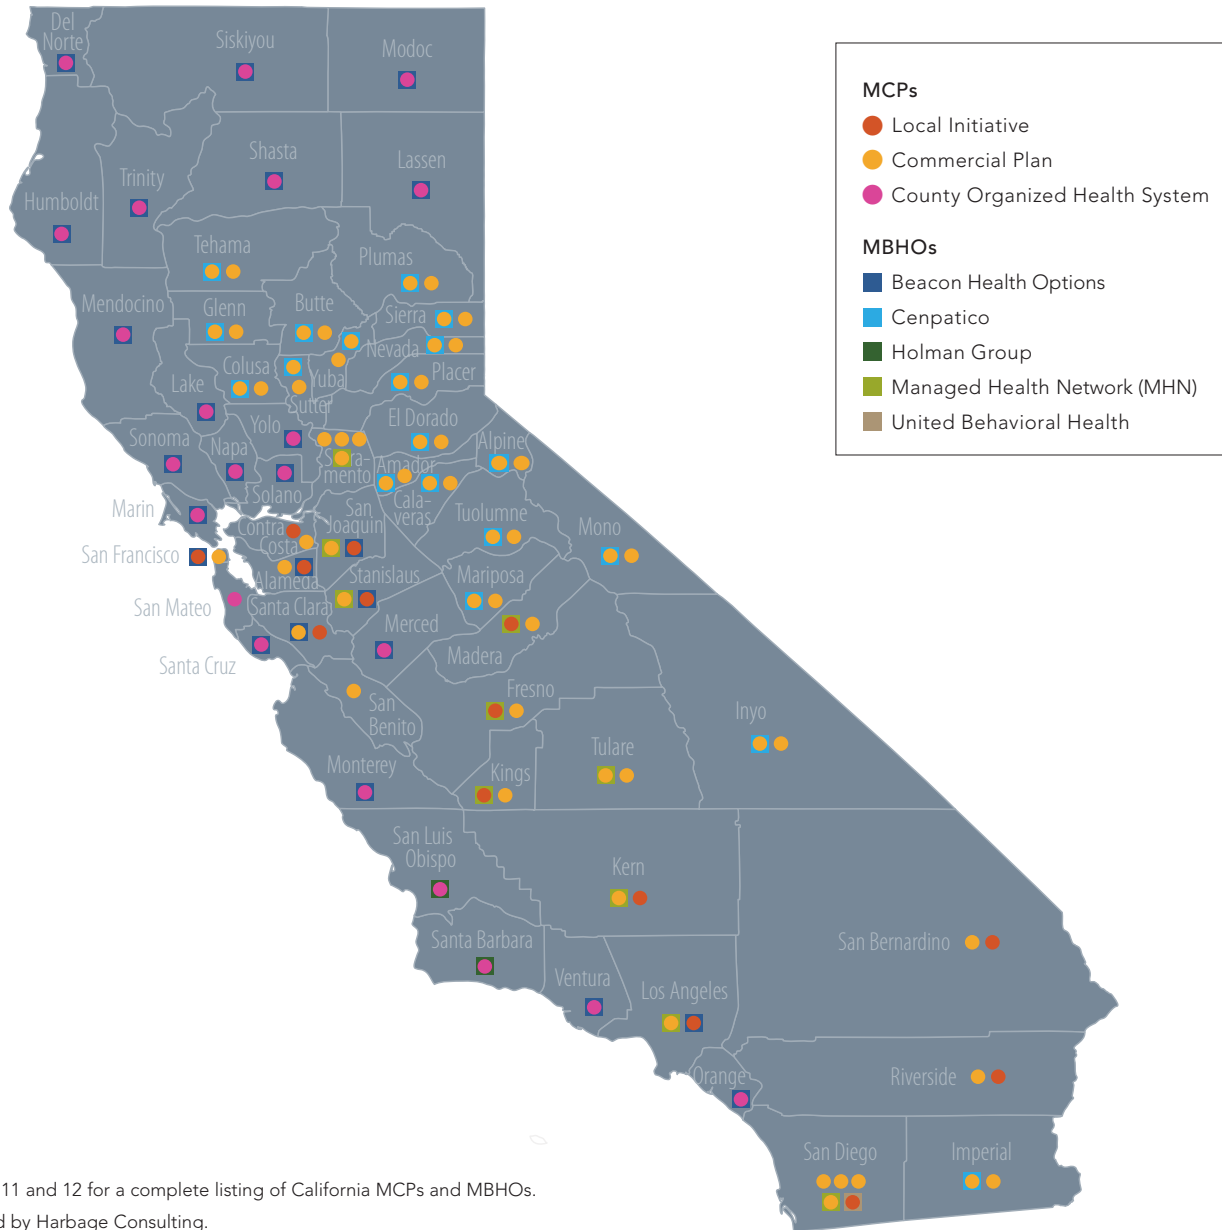 Del
Norte
Siskiyou
Modoc
Shasta
Lassen
Trinity
Humboldt
Tehama
Plumas
Mendocino
Glenn
Butte
Sierra
Nevada
Colusa
Yuba
Placer
Lake
Sutter
Yolo
El Dorado
Sonoma
Napa
Sacra-
mento
Amador
Alpine
Solano
Cala-
veras
Marin
San
Joaquin
Tuolumne
Mono
Contra
Costa
San Francisco
Alameda
Stanislaus
Mariposa
San Mateo
Santa Clara
Merced
Madera
Santa Cruz
Fresno
San
Benito
Inyo
Tulare
Monterey
Kings
San Luis
Obispo
Kern
Santa Barbara
San Bernardino
Ventura
Los Angeles
Orange
Riverside
San Diego
Imperial
MCPs
Local Initiative
Commercial Plan
County Organized Health System
MBHOs
Beacon Health Options
Cenpatico
Holman Group
Managed Health Network (MHN)
United Behavioral Health
11 and 12 for a complete listing of California MCPs and MBHOs.
d by Harbage Consulting.